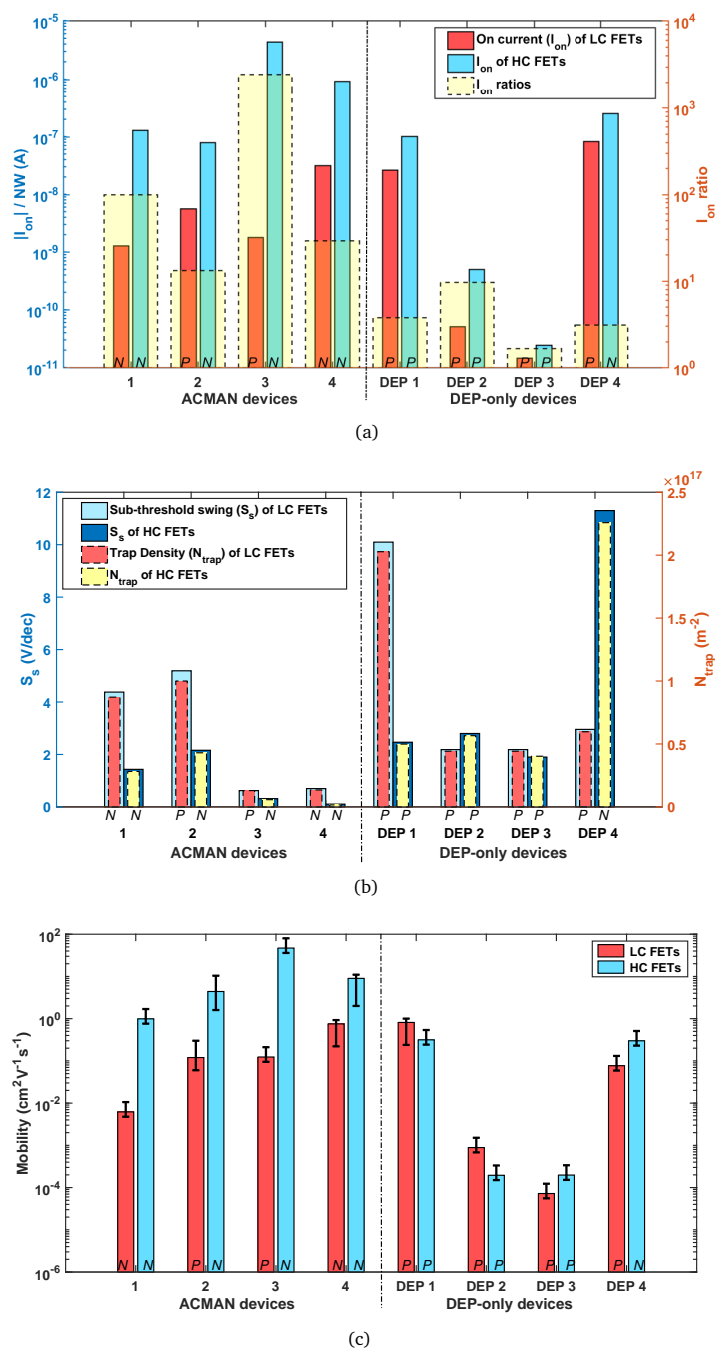 10^-5
10^-6
10^-7
10^-8
10^-9
10^-10
10^-11
|I_on| / NW (A)
On current (I_on) of LC FETs
I_on of HC FETs
I_on ratios
10^4
10^3
10^2
10^1
10^0
I_on ratio
N N P N P N N N P P P P P P P N
1 2 3 4 DEP 1 DEP 2 DEP 3 DEP 4
ACMAN devices DEP-only devices
(a)
×10^17
12
10
8
6
4
2
0
S_s (V/dec)
Sub-threshold swing (S_s) of LC FETs
S_s of HC FETs
Trap Density (N_trap) of LC FETs
N_trap of HC FETs
2.5
2
1.5
1
0.5
0
N_trap (m^-2)
N N P N P N N N P P P P P P P N
1 2 3 4 DEP 1 DEP 2 DEP 3 DEP 4
ACMAN devices DEP-only devices
(b)
10^2
10^0
10^-2
10^-4
10^-6
Mobility (cm^2V^-1s^-1)
LC FETs
HC FETs
N N P N P N N N P P P P P P P N
1 2 3 4 DEP 1 DEP 2 DEP 3 DEP 4
ACMAN devices DEP-only devices
(c)